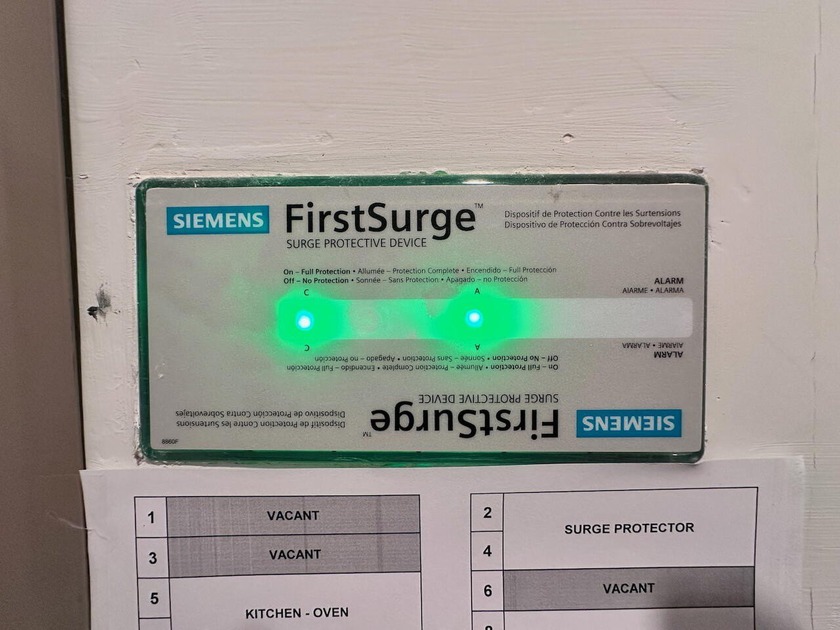 SIEMENS
FirstSurge™
SURGE PROTECTIVE DEVICE
Dispositif de Protection Contre les Surtensions
Dispositivo de Protección Contra Sobrevoltajes
On – Full Protection • Allumée – Protection Complete • Encendido – Full Protección
Off – No Protection • Sonnée – Sans Protection • Apagado – no Protección
C
A
ALARM
AlARME • ALARMA
C
A
AlARME • ALARMA
ALARM
Off – No Protection • Sonnée – Sans Protection • Apagado – no Protección
On – Full Protection • Allumée – Protection Complete • Encendido – Full Protección
SURGE PROTECTIVE DEVICE
FirstSurge™
SIEMENS
Dispositivo de Protección Contra Sobrevoltajes
Dispositif de Protection Contre les Surtensions
8860F
1 VACANT
3 VACANT
5 KITCHEN - OVEN
2 SURGE PROTECTOR
4
6 VACANT